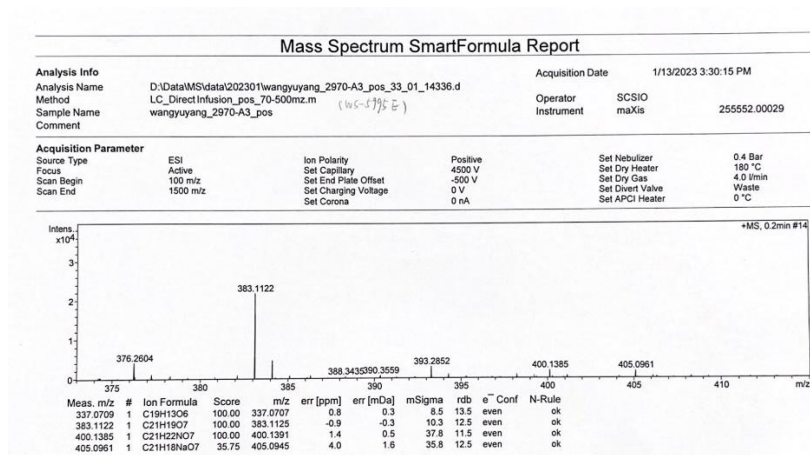 Mass Spectrum SmartFormula Report
Analysis Info
Acquisition Date 1/13/2023 3:30:15 PM
Analysis Name D:\Data\MS\data\202301\wangyuyang_2970-A3_pos_33_01_14336.d
Method LC_Direct Infusion_pos_70-500mz.m
Operator SCSIO
Sample Name wangyuyang_2970-A3_pos (WS-5995 E)
Instrument maXis 255552.00029
Comment
Acquisition Parameter
Source Type ESI Ion Polarity Positive Set Nebulizer 0.4 Bar
Focus Active Set Capillary 4500 V Set Dry Heater 180 °C
Scan Begin 100 m/z Set End Plate Offset -500 V Set Dry Gas 4.0 l/min
Scan End 1500 m/z Set Charging Voltage 0 V Set Divert Valve Waste
Set Corona 0 nA Set APCI Heater 0 °C
Intens.
x10⁴
+MS, 0.2min #14
3
383.1122
2
1
376.2604
388.3435
390.3559
393.2852
400.1385
405.0961
0
375 380 385 390 395 400 405 410 m/z
Meas. m/z # Ion Formula Score m/z err [ppm] err [mDa] mSigma rdb e⁻ Conf N-Rule
337.0709 1 C19H13O6 100.00 337.0707 0.8 0.3 8.5 13.5 even ok
383.1122 1 C21H19O7 100.00 383.1125 -0.9 -0.3 10.3 12.5 even ok
400.1385 1 C21H22NO7 100.00 400.1391 1.4 0.5 37.8 11.5 even ok
405.0961 1 C21H18NaO7 35.75 405.0945 4.0 1.6 35.8 12.5 even ok